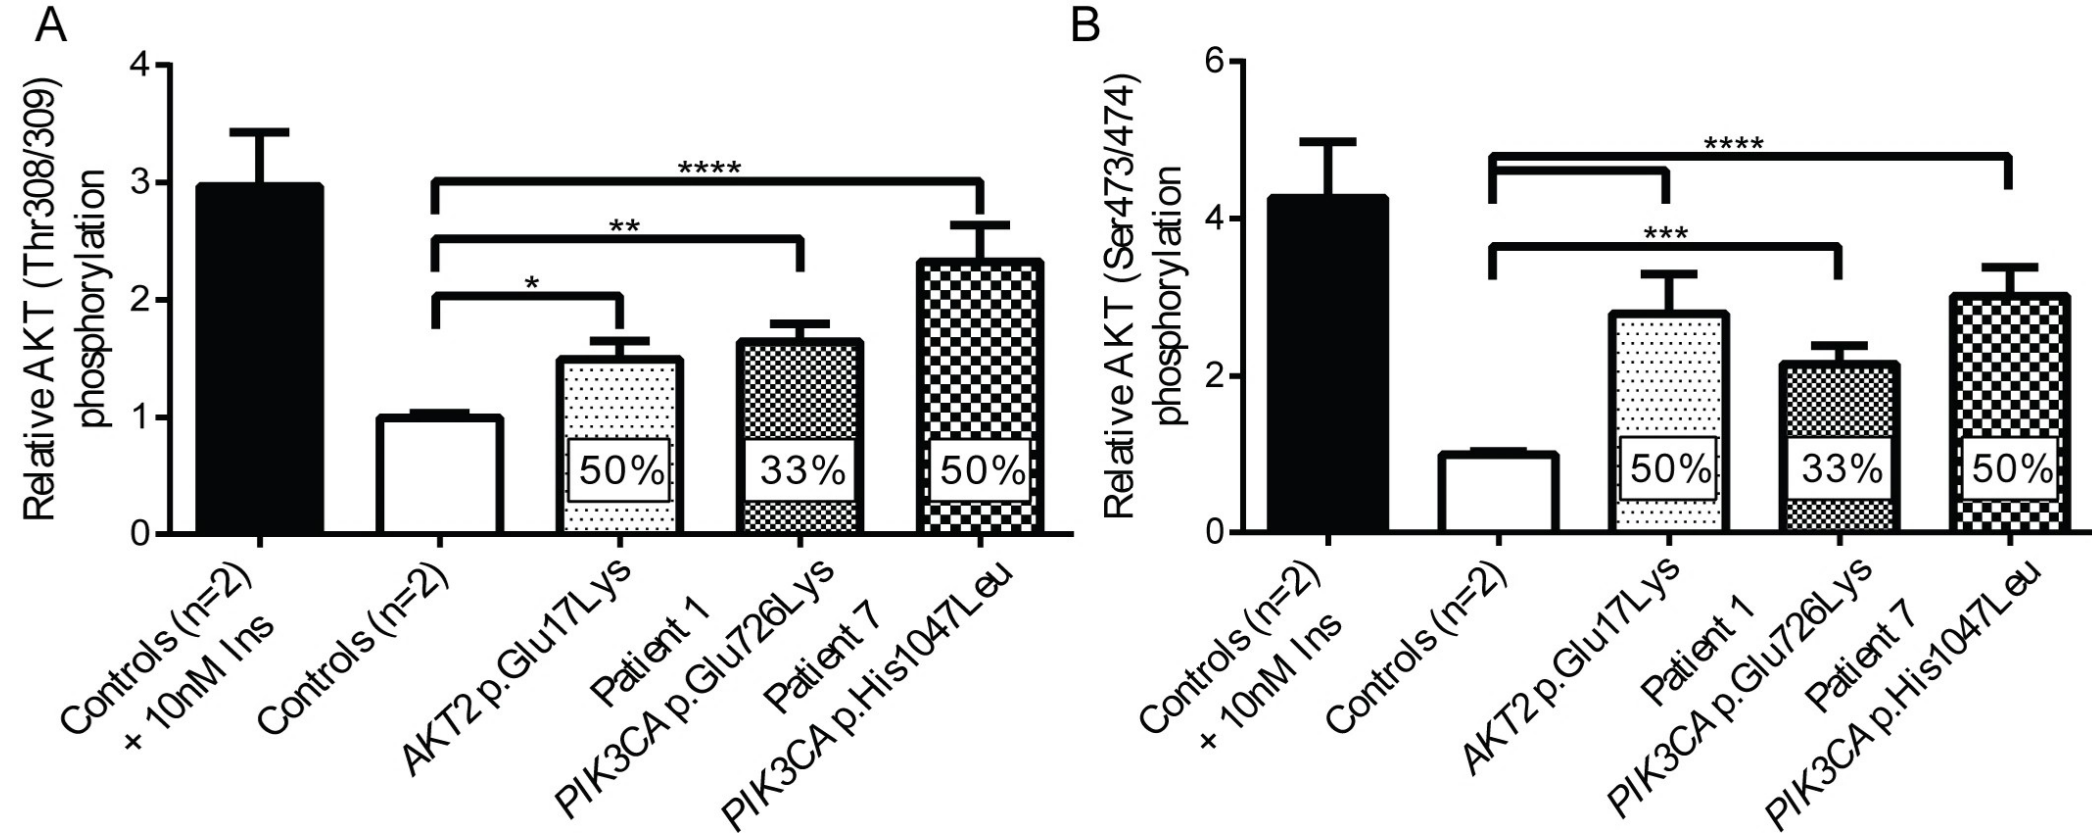 A
Relative AKT (Thr308/309)
phosphorylation
4
3
2
1
0
****
**
*
50%
33%
50%
Controls (n=2)
+ 10nM Ins
Controls (n=2)
AKT2 p.Glu17Lys
Patient 1
PIK3CA p.Glu726Lys
Patient 7
PIK3CA p.His1047Leu
B
Relative AKT (Ser473/474)
phosphorylation
6
4
2
0
****
***
50%
33%
50%
Controls (n=2)
+ 10nM Ins
Controls (n=2)
AKT2 p.Glu17Lys
Patient 1
PIK3CA p.Glu726Lys
Patient 7
PIK3CA p.His1047Leu